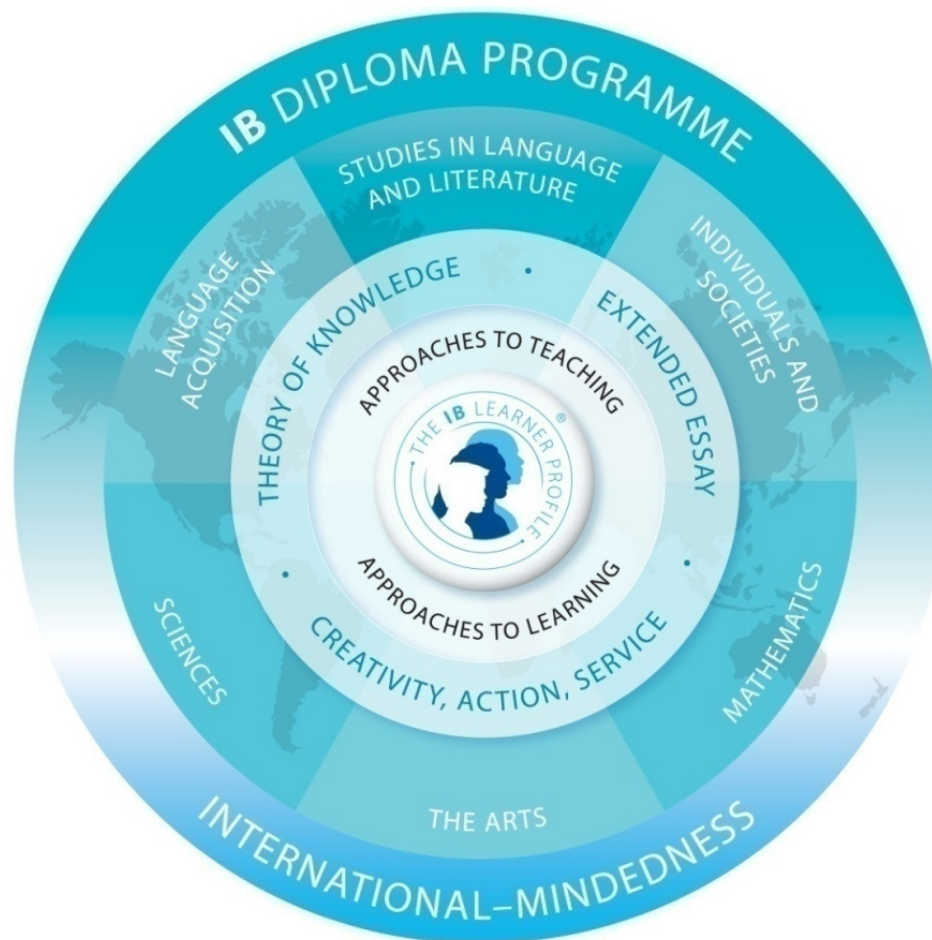 IB DIPLOMA PROGRAMME
STUDIES IN LANGUAGE
AND LITERATURE
LANGUAGE
ACQUISITION
INDIVIDUALS AND
SOCIETIES
THEORY OF KNOWLEDGE
EXTENDED ESSAY
APPROACHES TO TEACHING
THE IB LEARNER PROFILE
®
APPROACHES TO LEARNING
CREATIVITY, ACTION, SERVICE
SCIENCES
MATHEMATICS
THE ARTS
INTERNATIONAL–MINDEDNESS